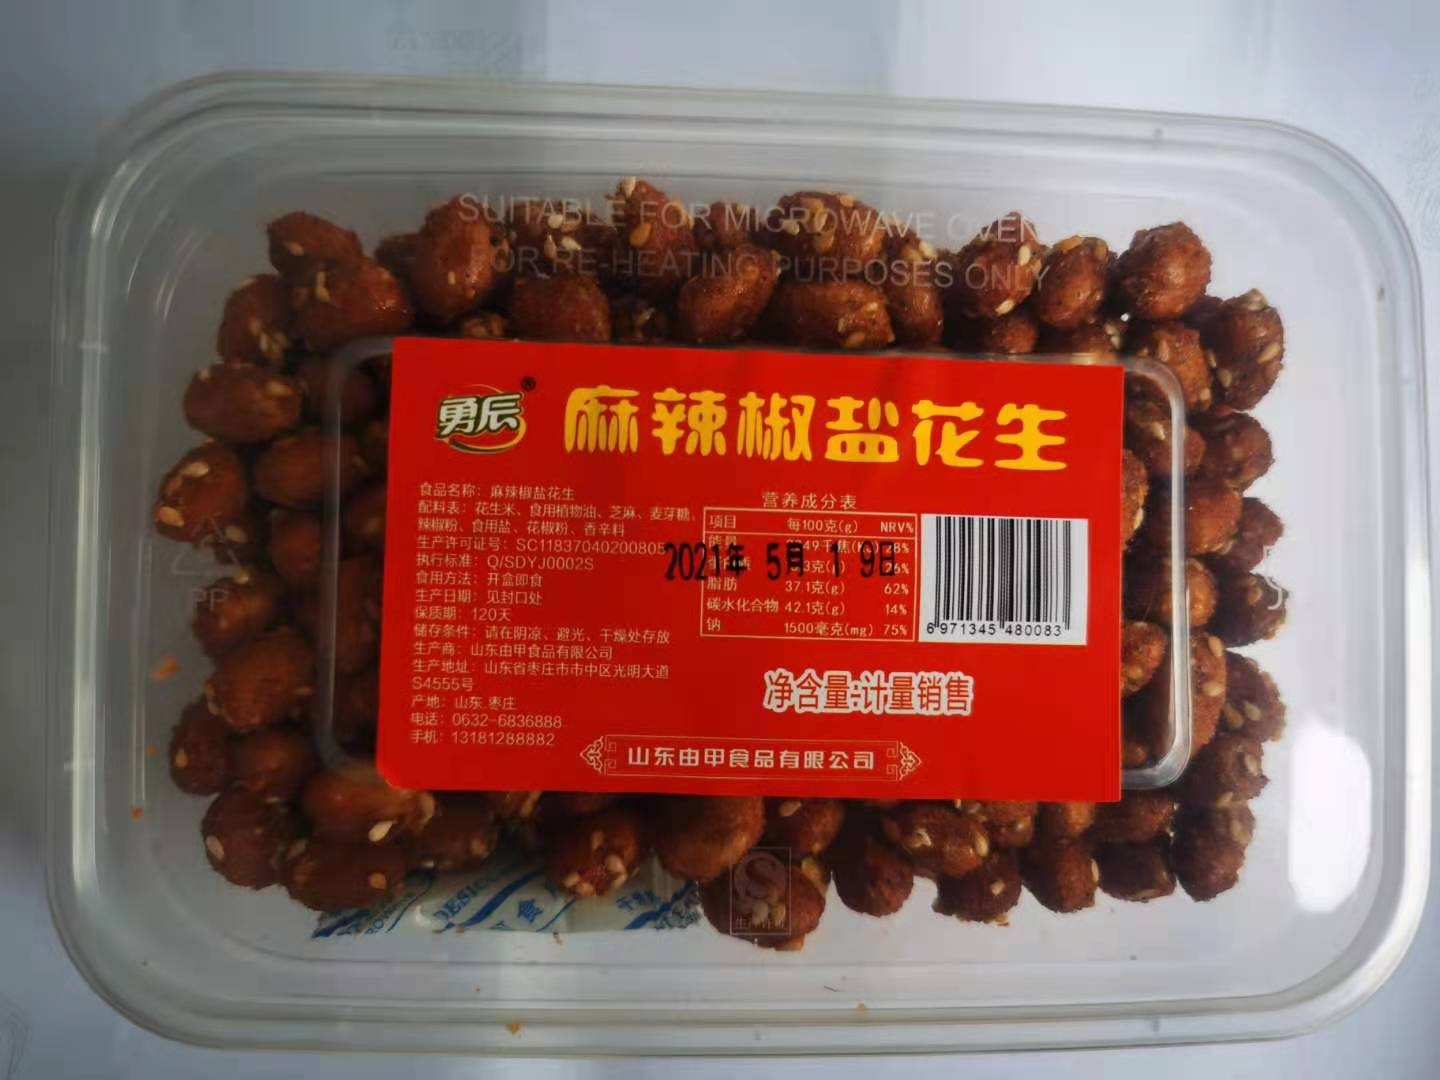 SUITABLE FOR MICROWAVE OVEN
OR RE-HEATING PURPOSES ONLY
勇辰®
麻辣椒盐花生
食品名称：麻辣椒盐花生
配料表：花生米、食用植物油、芝麻、麦芽糖、
辣椒粉、食用盐、花椒粉、香辛料
生产许可证号：SC1183704020080
执行标准：Q/SDYJ0002S
食用方法：开盒即食
生产日期：见封口处
保质期：120天
储存条件：请在阴凉、避光、干燥处存放
生产商：山东由甲食品有限公司
生产地址：山东省枣庄市市中区光明大道
S4555号
产地：山东.枣庄
电话：0632-6836888
手机：13181288882
营养成分表
项目 每100克(g) NRV%
能量 28%
26%
脂肪 37.1克(g) 62%
碳水化合物 42.1克(g) 14%
钠 1500毫克(mg) 75%
2021年 5月 19日
6 971345 480083
净含量:计量销售
山东由甲食品有限公司
PP